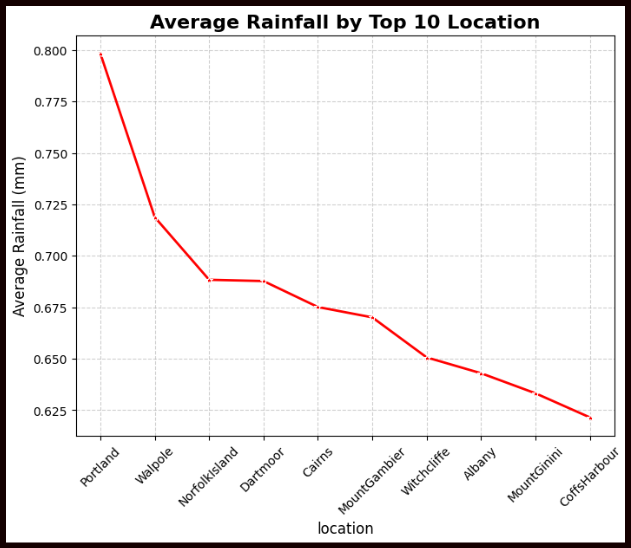 Average Rainfall by Top 10 Location
Average Rainfall (mm)
0.800
0.775
0.750
0.725
0.700
0.675
0.650
0.625
Portland
Walpole
NorfolkIsland
Dartmoor
Cairns
MountGambier
Witchcliffe
Albany
MountGinini
CoffsHarbour
location